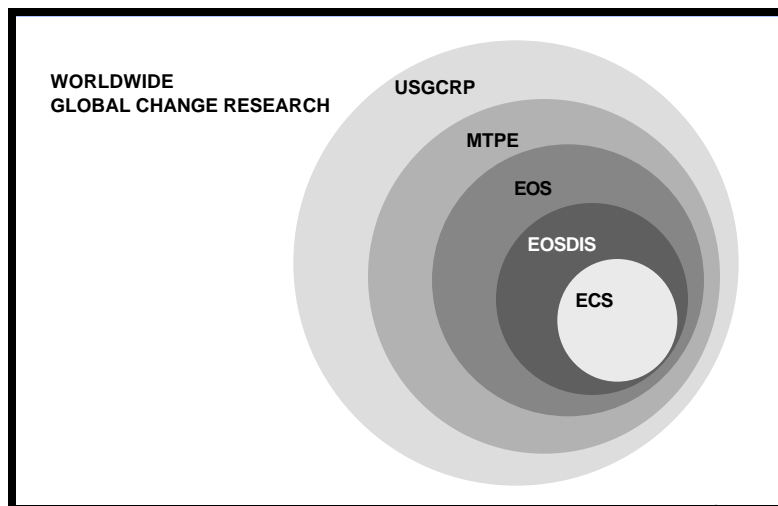 WORLDWIDE
GLOBAL CHANGE RESEARCH
USGCRP
MTPE
EOS
EOSDIS
ECS